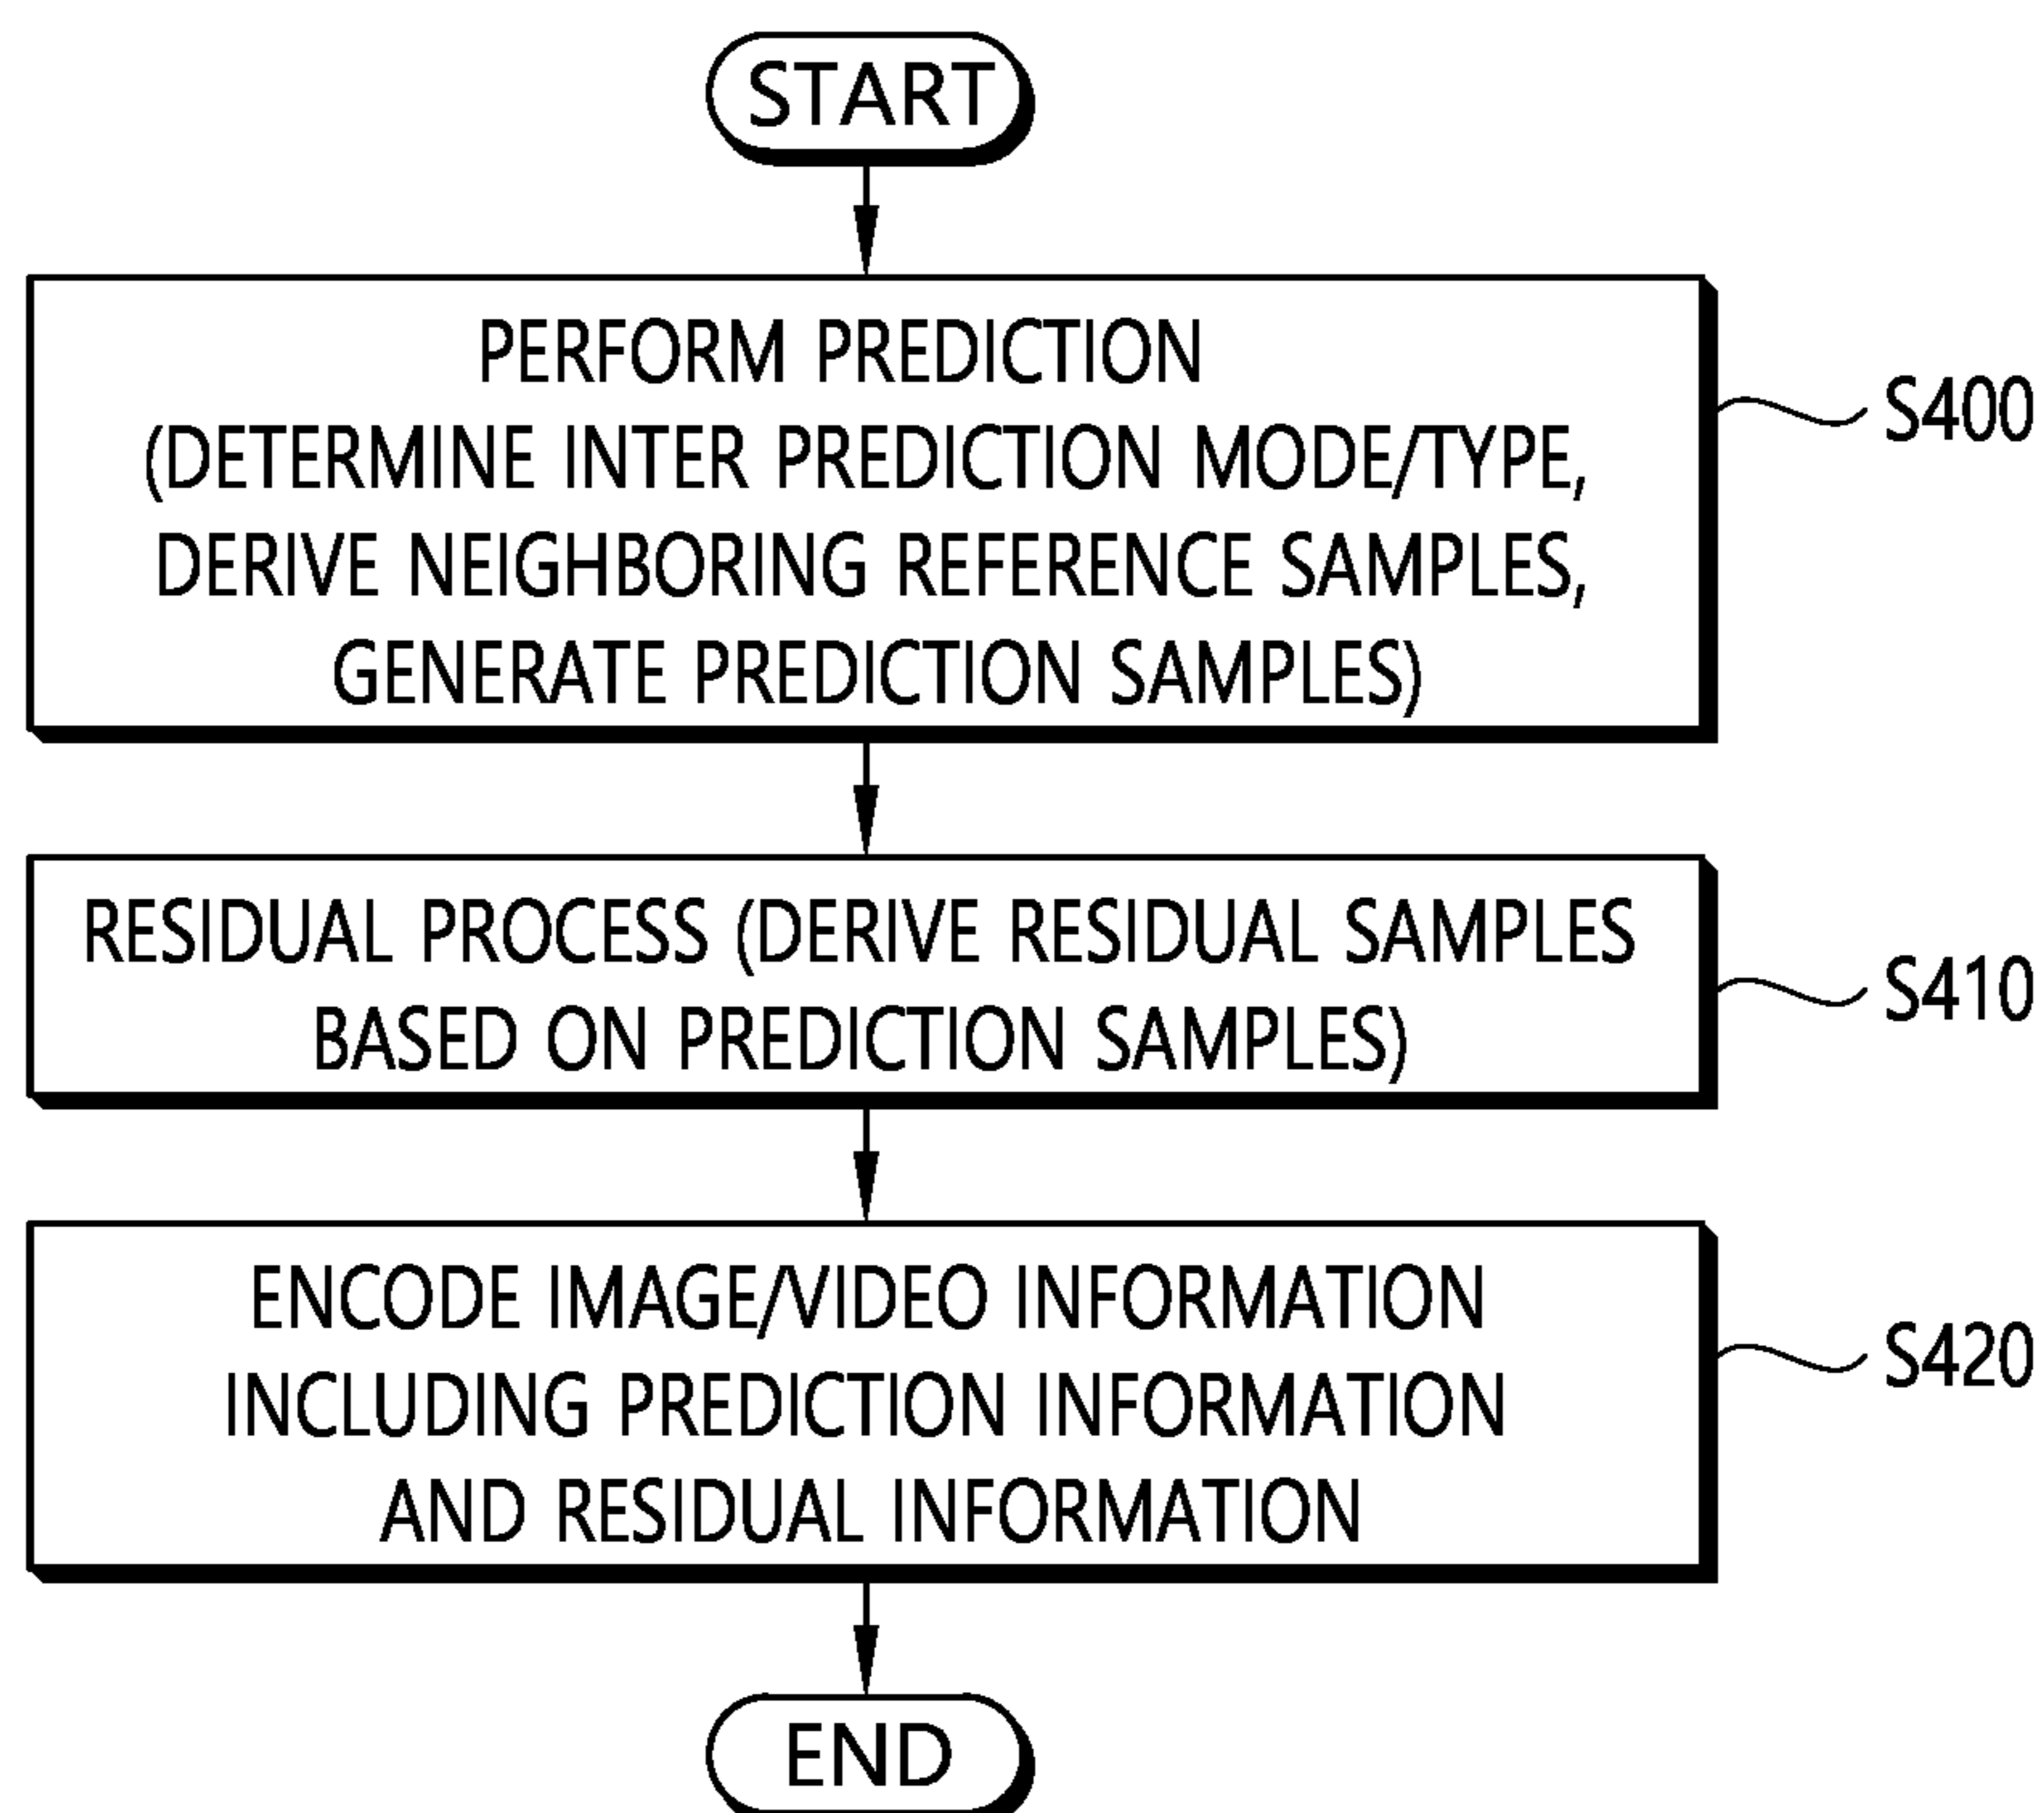 START
PERFORM PREDICTION
(DETERMINE INTER PREDICTION MODE/TYPE,
DERIVE NEIGHBORING REFERENCE SAMPLES,
GENERATE PREDICTION SAMPLES)
S400
RESIDUAL PROCESS (DERIVE RESIDUAL SAMPLES
BASED ON PREDICTION SAMPLES)
S410
ENCODE IMAGE/VIDEO INFORMATION
INCLUDING PREDICTION INFORMATION
AND RESIDUAL INFORMATION
S420
END